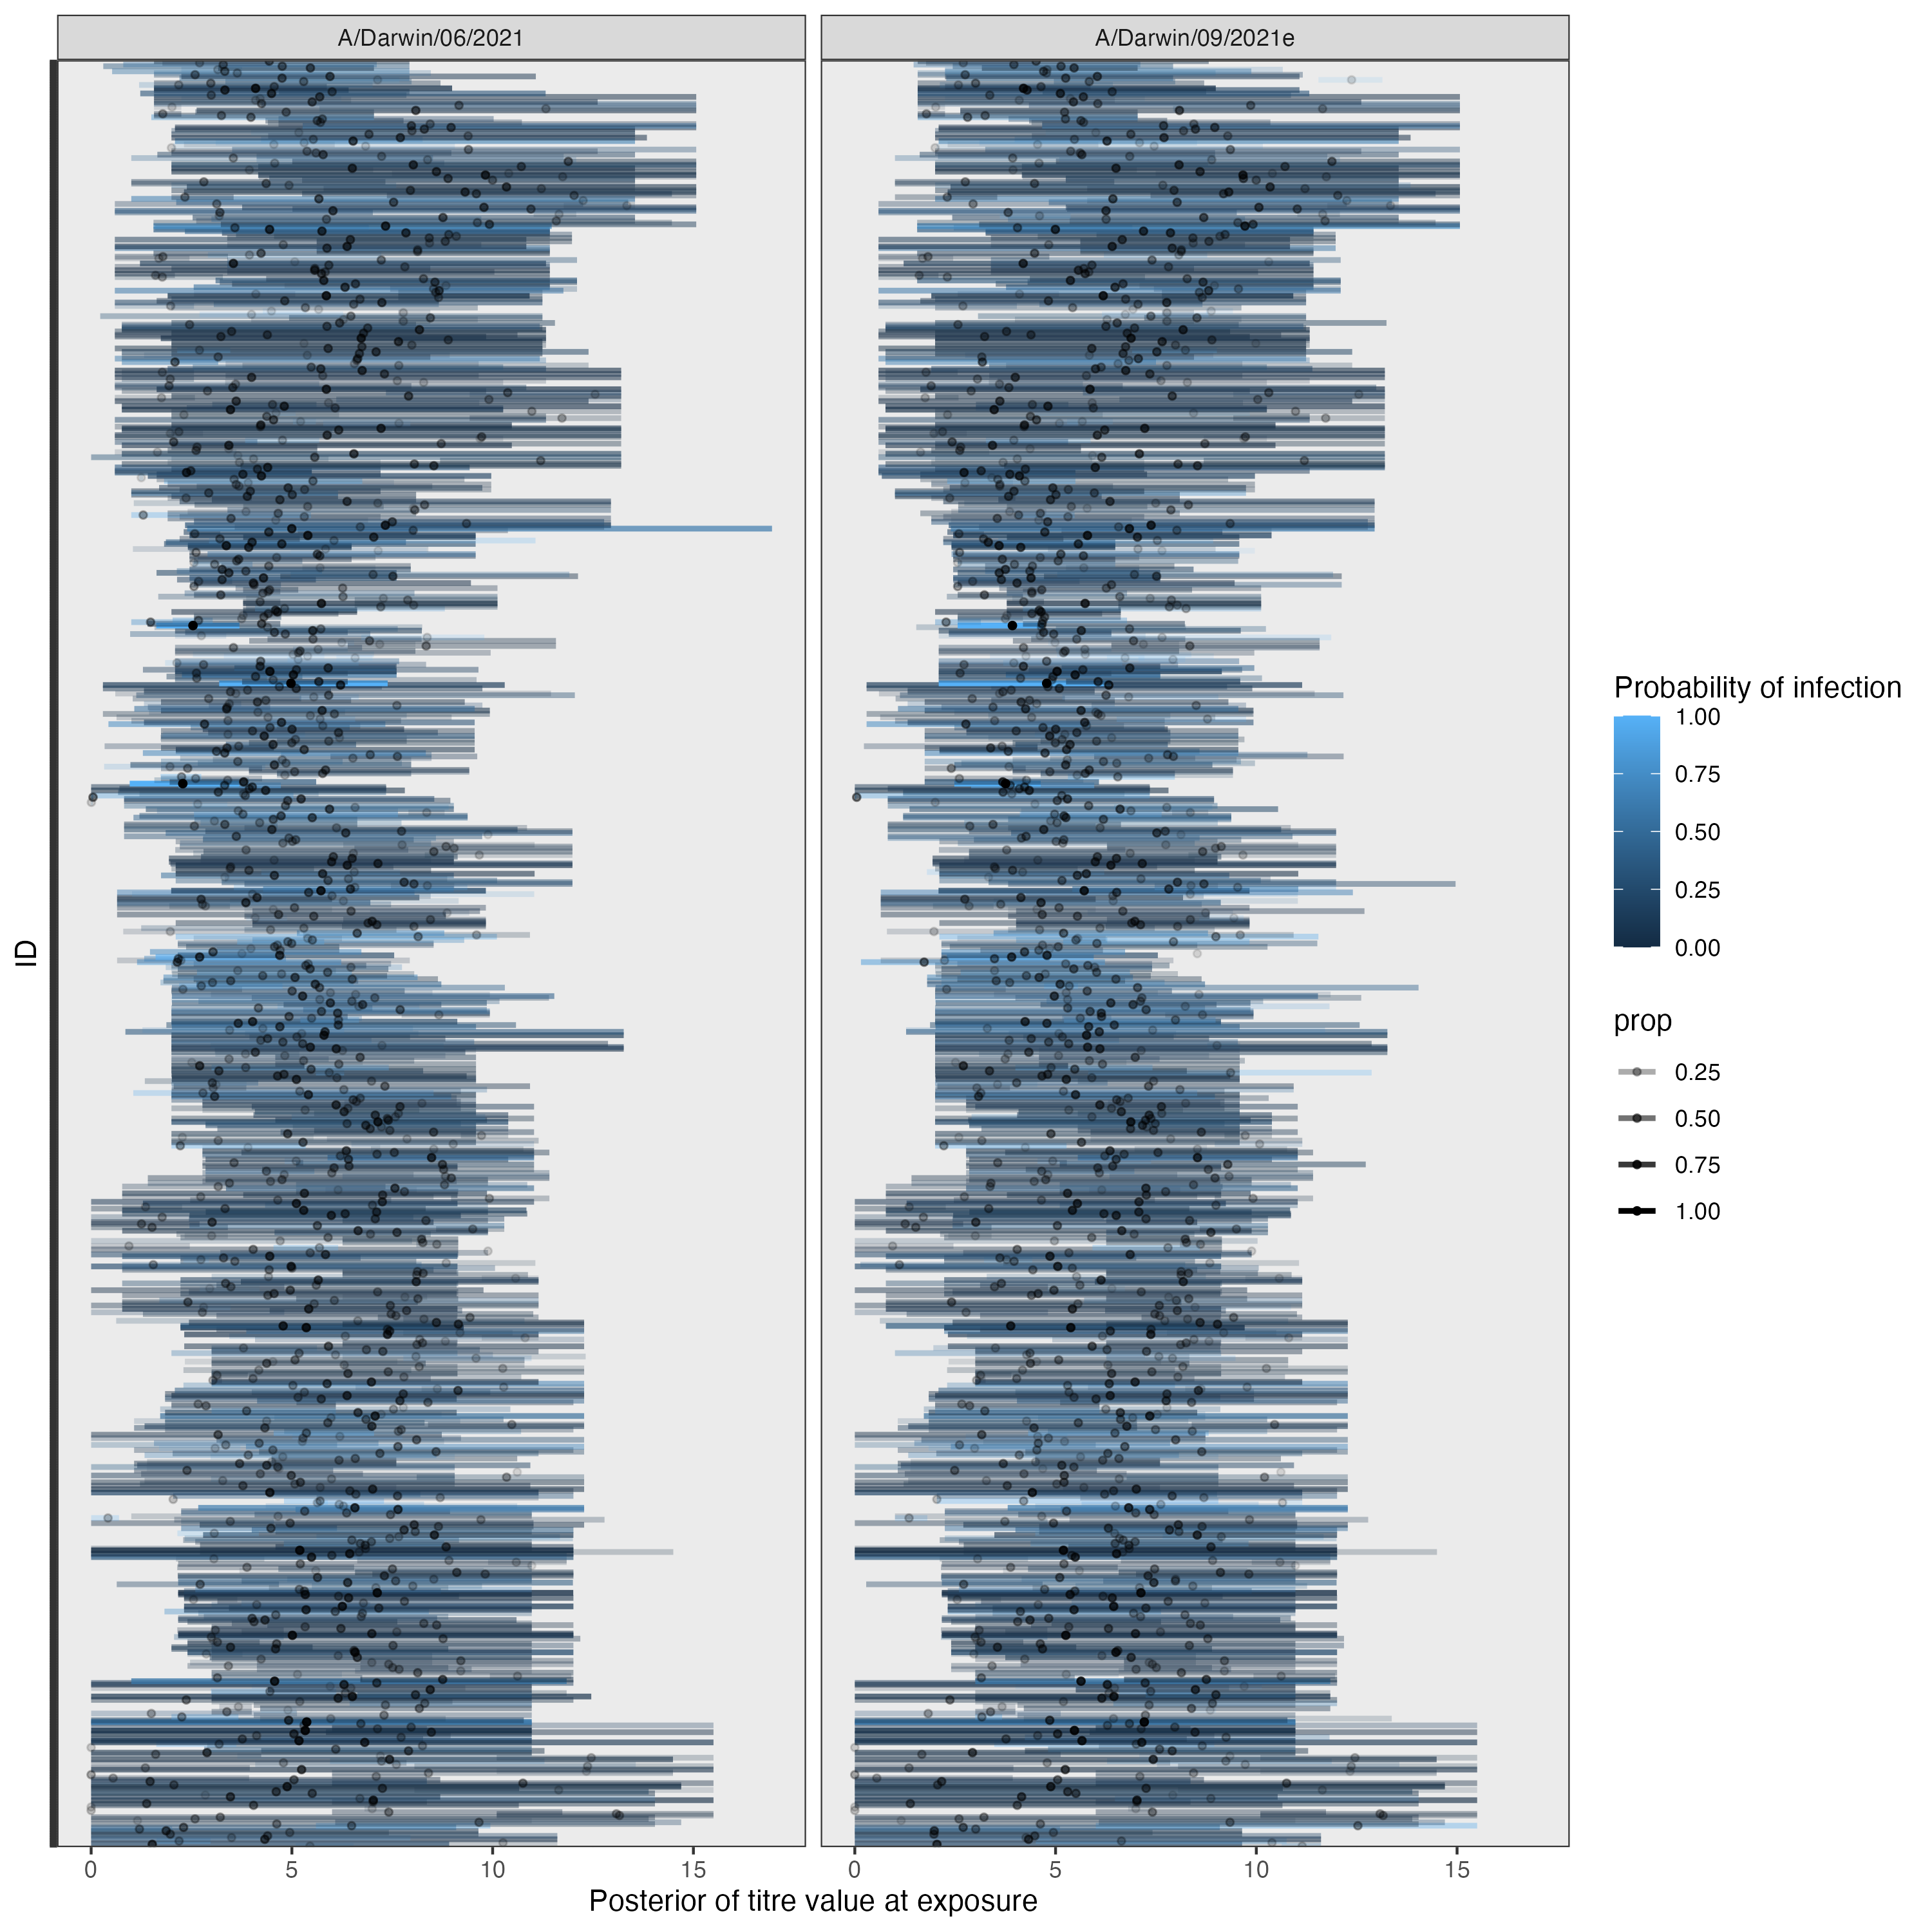 A/Darwin/06/2021
A/Darwin/09/2021e
ID
0 5 10 15
0 5 10 15
Posterior of titre value at exposure
Probability of infection
1.00
0.75
0.50
0.25
0.00
prop
0.25
0.50
0.75
1.00